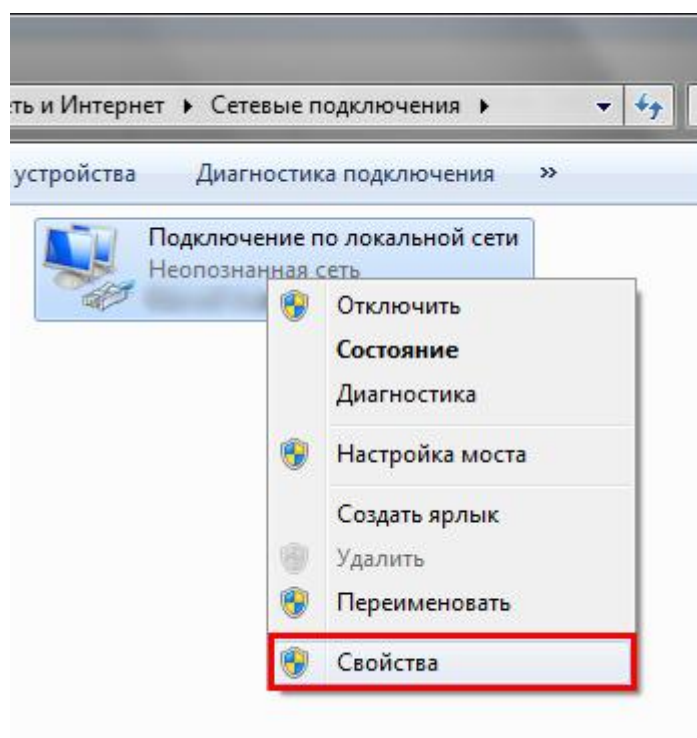 ть и Интернет ▸ Сетевые подключения ▸
устройства Диагностика подключения »
Подключение по локальной сети
Неопознанная сеть
Отключить
Состояние
Диагностика
Настройка моста
Создать ярлык
Удалить
Переименовать
Свойства